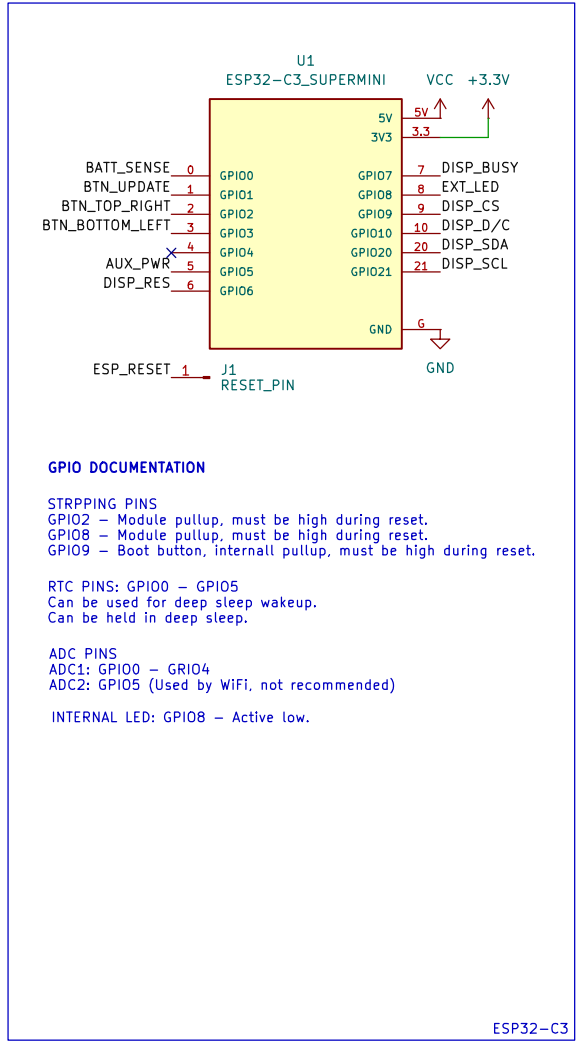 U1
ESP32-C3_SUPERMINI
VCC
+3.3V
5V
5V
3V3
3.3
BATT_SENSE
0
GPIO0
GPIO7
7
DISP_BUSY
BTN_UPDATE
1
GPIO1
GPIO8
8
EXT_LED
BTN_TOP_RIGHT
2
GPIO2
GPIO9
9
DISP_CS
BTN_BOTTOM_LEFT
3
GPIO3
GPIO10
10
DISP_D/C
4
GPIO4
GPIO20
20
DISP_SDA
AUX_PWR
5
GPIO5
GPIO21
21
DISP_SCL
DISP_RES
6
GPIO6
GND
G
GND
ESP_RESET
1
J1
RESET_PIN
GPIO DOCUMENTATION
STRPPING PINS
GPIO2 – Module pullup, must be high during reset.
GPIO8 – Module pullup, must be high during reset.
GPIO9 – Boot button, internall pullup, must be high during reset.
RTC PINS: GPIO0 – GPIO5
Can be used for deep sleep wakeup.
Can be held in deep sleep.
ADC PINS
ADC1: GPIO0 – GRIO4
ADC2: GPIO5 (Used by WiFi, not recommended)
INTERNAL LED: GPIO8 – Active low.
ESP32-C3